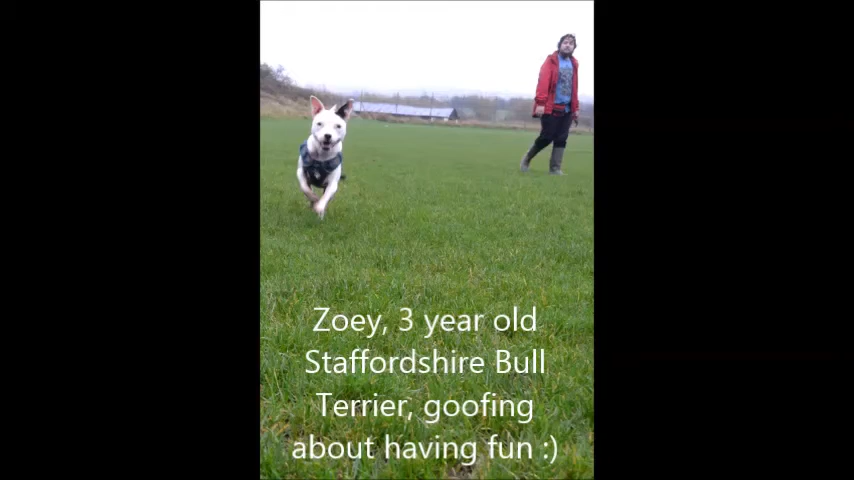 Zoey, 3 year old
Staffordshire Bull
Terrier, goofing
about having fun :)